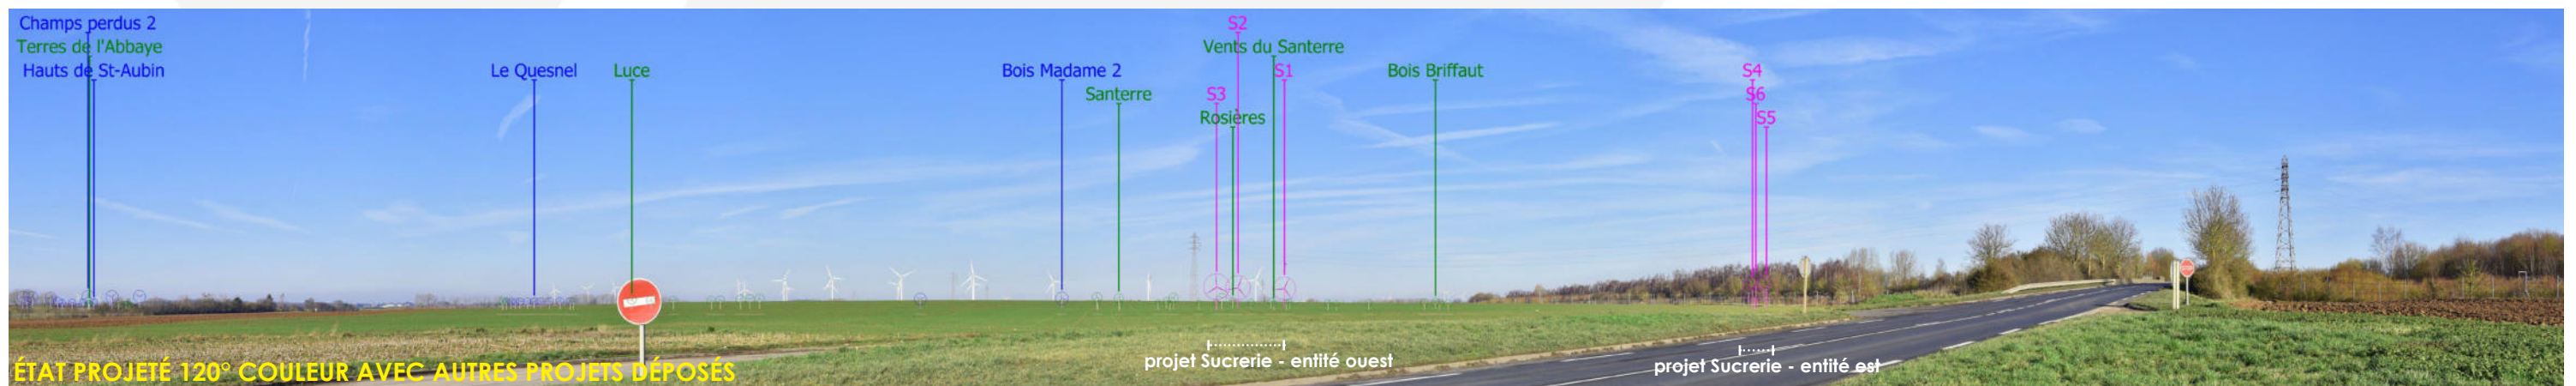 Champs perdus 2
Terres de l'Abbaye
Hauts de St-Aubin
Le Quesnel
Luce
Bois Madame 2
Santerre
S2
Vents du Santerre
S1
S3
Rosières
Bois Briffaut
S4
S6
S5
projet Sucrerie - entité ouest
projet Sucrerie - entité est
ÉTAT PROJETÉ 120° COULEUR AVEC AUTRES PROJETS DÉPOSÉS